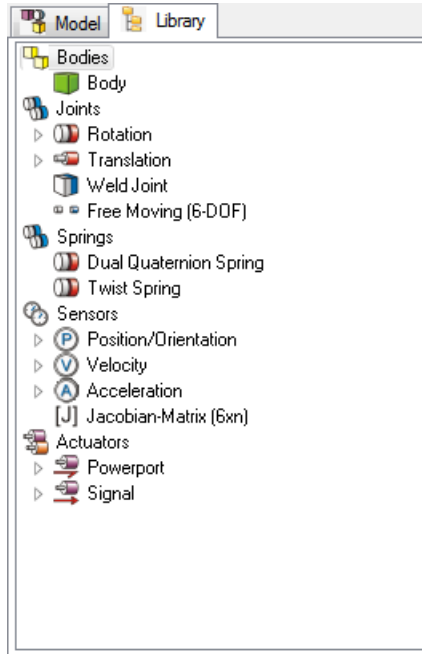 Model Library
Bodies
Body
Joints
Rotation
Translation
Weld Joint
Free Moving (6-DOF)
Springs
Dual Quaternion Spring
Twist Spring
Sensors
P Position/Orientation
V Velocity
A Acceleration
[J] Jacobian-Matrix (6xn)
Actuators
Powerport
Signal